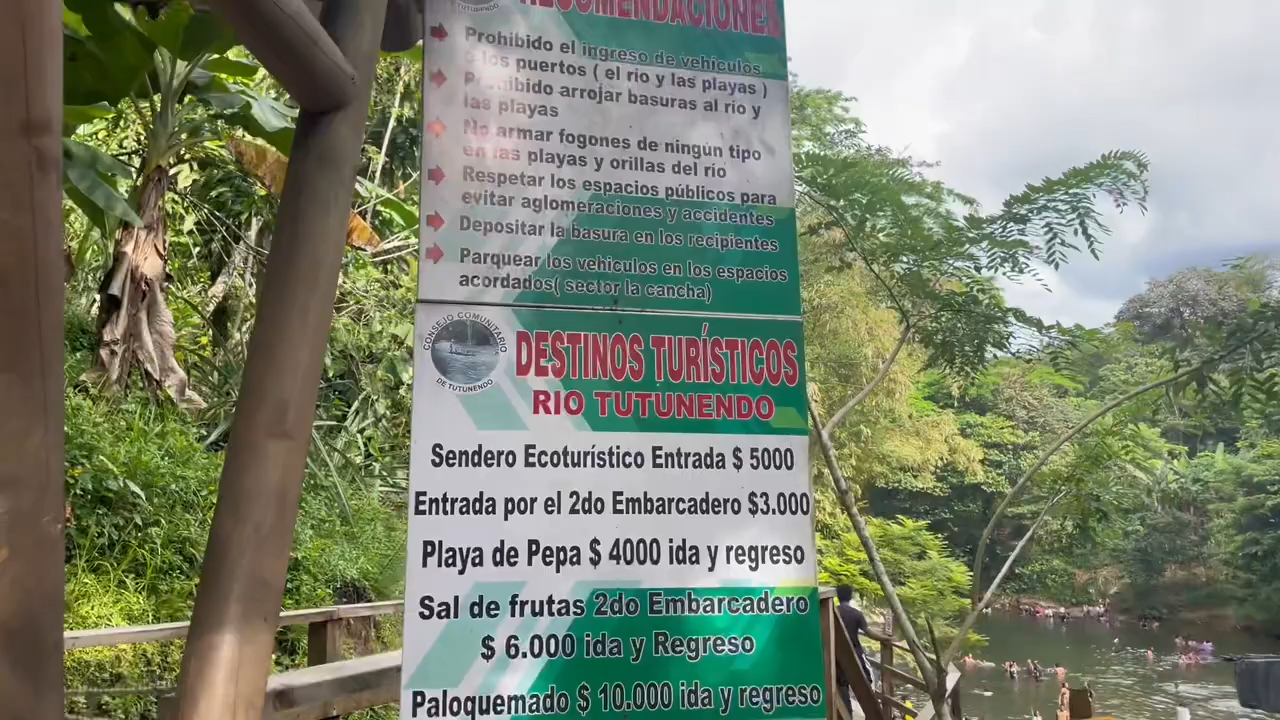 TUTUNENDO
RECOMENDACIONES
Prohibido el ingreso de vehiculos
a los puertos ( el rio y las playas )
Prohibido arrojar basuras al río y
las playas
No armar fogones de ningún tipo
en las playas y orillas del río
Respetar los espacios públicos para
evitar aglomeraciones y accidentes
Depositar la basura en los recipientes
Parquear los vehiculos en los espacios
acordados( sector la cancha)
CONSEJO COMUNITARIO
DE TUTUNENDO
DESTINOS TURÍSTICOS
RIO TUTUNENDO
Sendero Ecoturístico Entrada $ 5000
Entrada por el 2do Embarcadero $3.000
Playa de Pepa $ 4000 ida y regreso
Sal de frutas 2do Embarcadero
$ 6.000 ida y Regreso
Paloquemado $ 10.000 ida y regreso